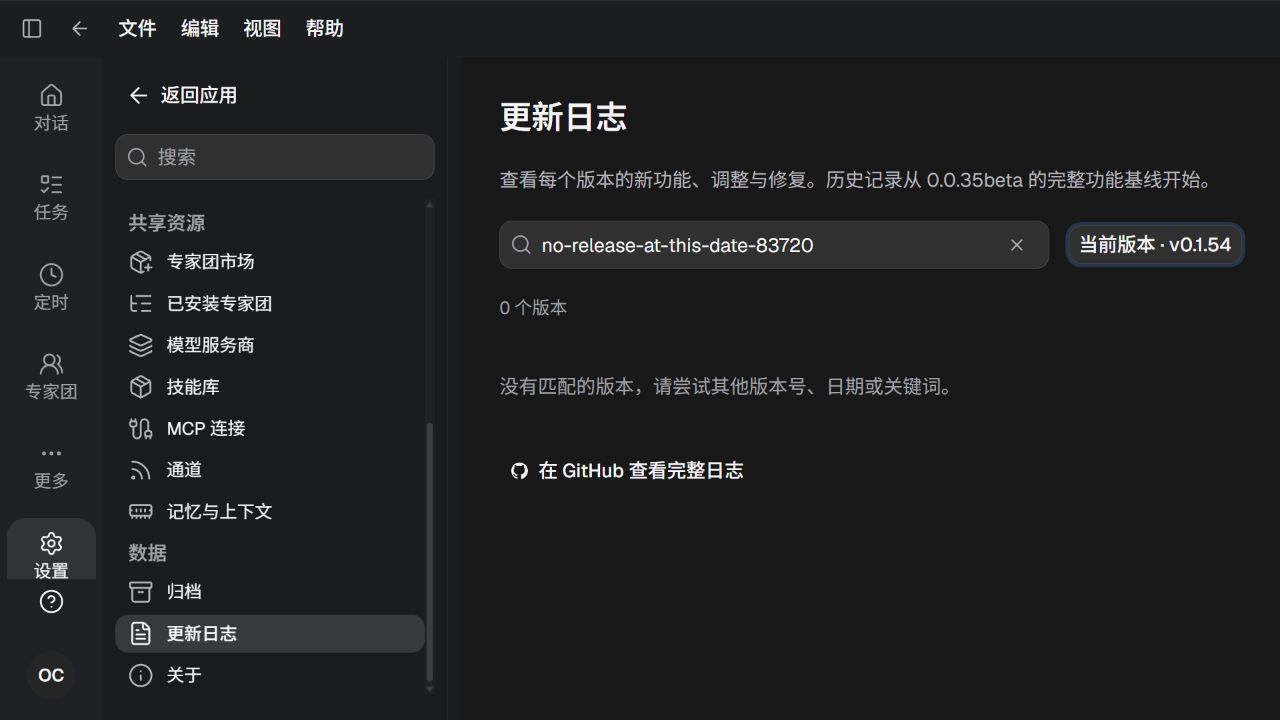 文件 编辑 视图 帮助
对话
任务
定时
专家团
更多
设置
OC
返回应用
搜索
共享资源
专家团市场
已安装专家团
模型服务商
技能库
MCP 连接
通道
记忆与上下文
数据
归档
更新日志
关于
更新日志
查看每个版本的新功能、调整与修复。历史记录从 0.0.35beta 的完整功能基线开始。
no-release-at-this-date-83720
当前版本 · v0.1.54
0 个版本
没有匹配的版本，请尝试其他版本号、日期或关键词。
在 GitHub 查看完整日志